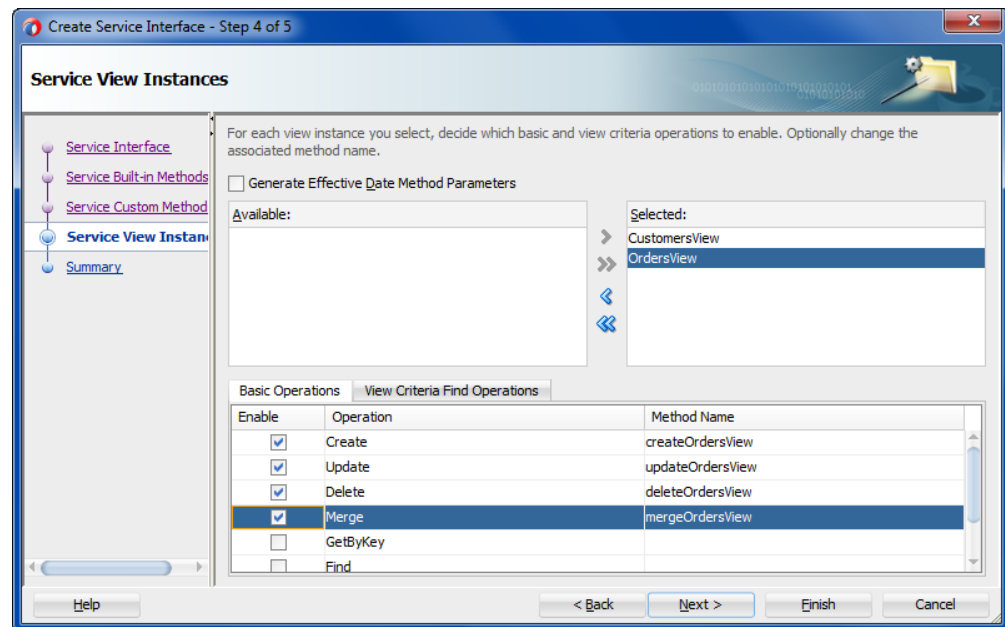 Create Service Interface - Step 4 of 5
Service View Instances
Service Interface
Service Built-in Methods
Service Custom Method
Service View Instan
Summary
For each view instance you select, decide which basic and view criteria operations to enable. Optionally change the
associated method name.
Generate Effective Date Method Parameters
Available:
Selected:
CustomersView
OrdersView
Basic Operations View Criteria Find Operations
Enable Operation Method Name
Create createOrdersView
Update updateOrdersView
Delete deleteOrdersView
Merge mergeOrdersView
GetByKey
Find
Help < Back Next > Finish Cancel